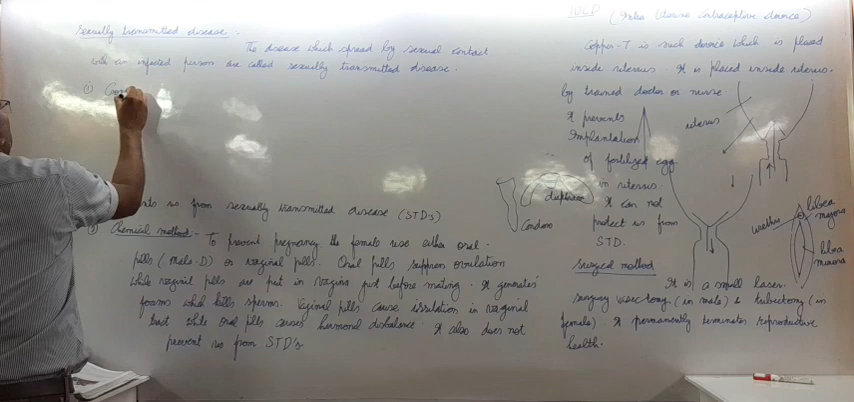 Sexually transmitted disease.
The disease which spread by sexual contact
with an infected person are called sexually transmitted disease.
①
us from sexually transmitted disease (STD's)
Chemical method - To prevent pregnancy the female use either oral
pills (Mala-D) or vaginal pills. Oral pills suppress ovulation
while vaginal pills are put in vagina just before mating. It generates
foams which kills sperms. Vaginal pills cause irritation in vaginal
tract while oral pills causes hormonal disbalance. It also does not
prevent us from STD's
IUCD (Intra Uterine Contraceptive device)
Copper-T is such device which is placed
inside uterus. It is placed inside uterus.
by trained doctor or nurse
It prevents
Implantation
of fertilized egg
in uterus.
It can not
protect us from
STD.
uterus
Condom
urethra
libia
majora
libia
minora
Surgical method
It is a small laser.
surgery vasectomy (in male) & tubectomy (in
female). It permanently terminates reproductive
health.